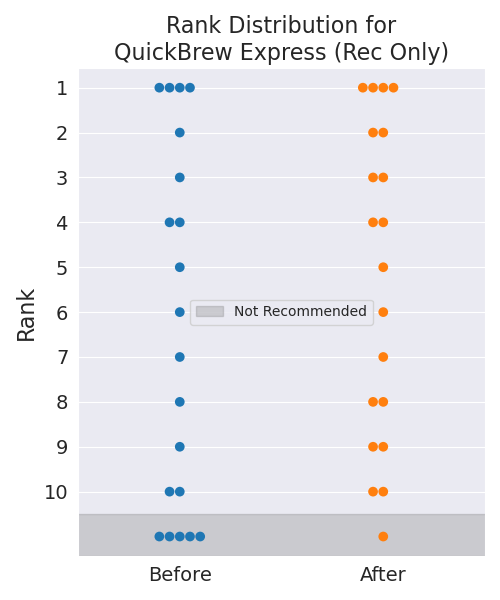 Rank Distribution for
QuickBrew Express (Rec Only)
Rank
1
2
3
4
5
6
7
8
9
10
Not Recommended
Before
After